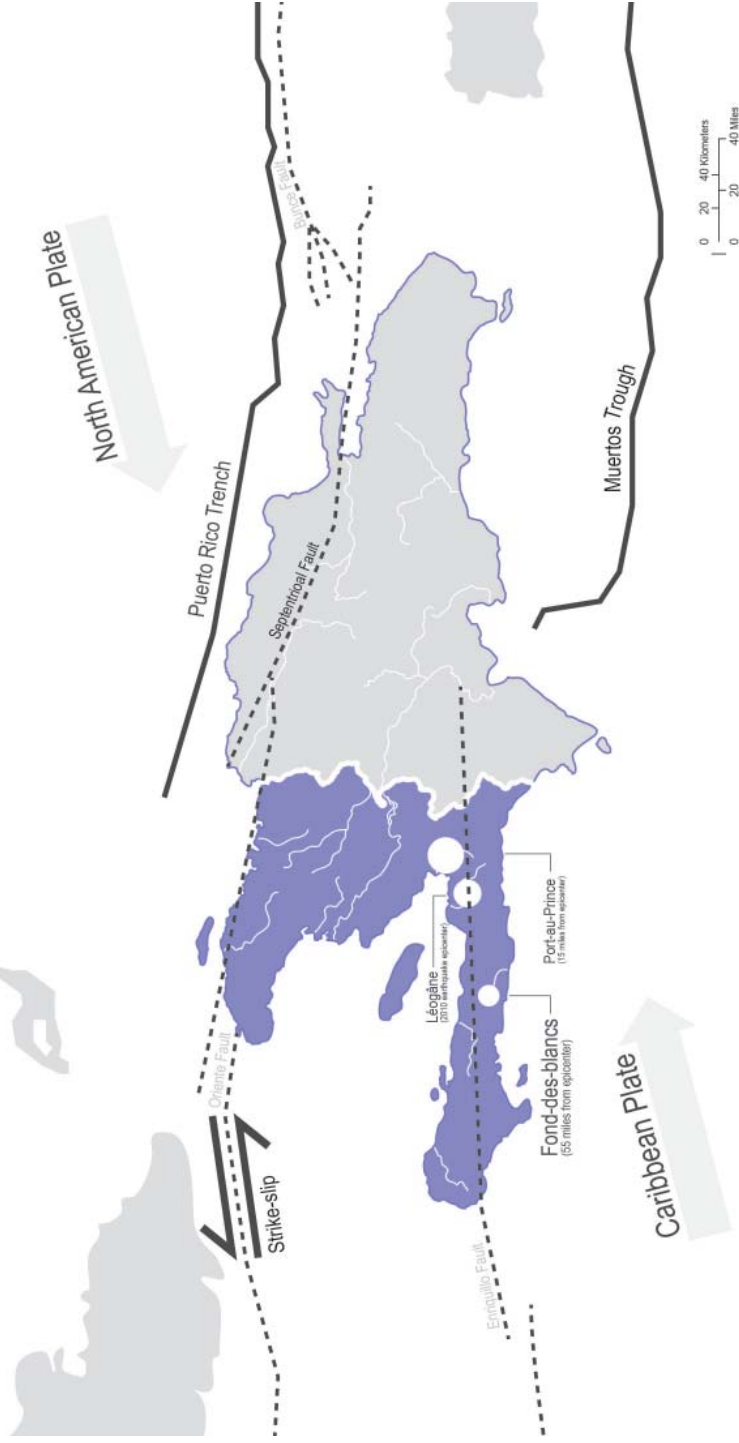 North American Plate
Puerto Rico Trench
Bunce Fault
Septentrioal Fault
Oriente Fault
Strike-slip
Léogâne
(2010 earthquake epicenter)
Port-au-Prince
(15 miles from epicenter)
Fond-des-blancs
(55 miles from epicenter)
Enriquillo Fault
Caribbean Plate
Muertos Trough
0 20 40 Kilometers
0 20 40 Miles